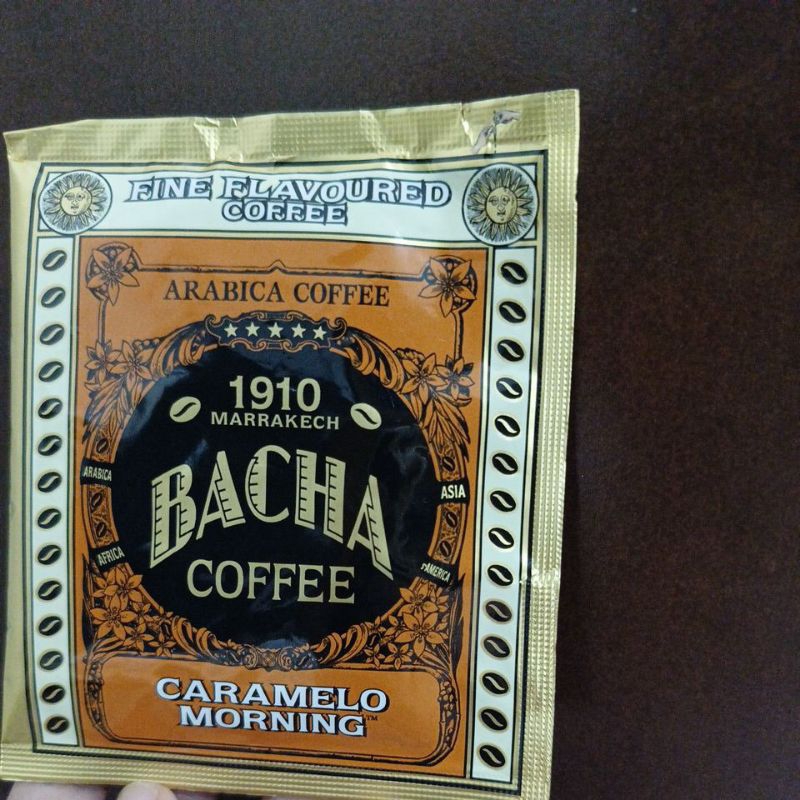 FINE FLAVOURED
COFFEE
ARABICA COFFEE
1910
MARRAKECH
BACHA
COFFEE
ARABICA
ASIA
AFRICA
AMERICA
CARAMELO
MORNING™